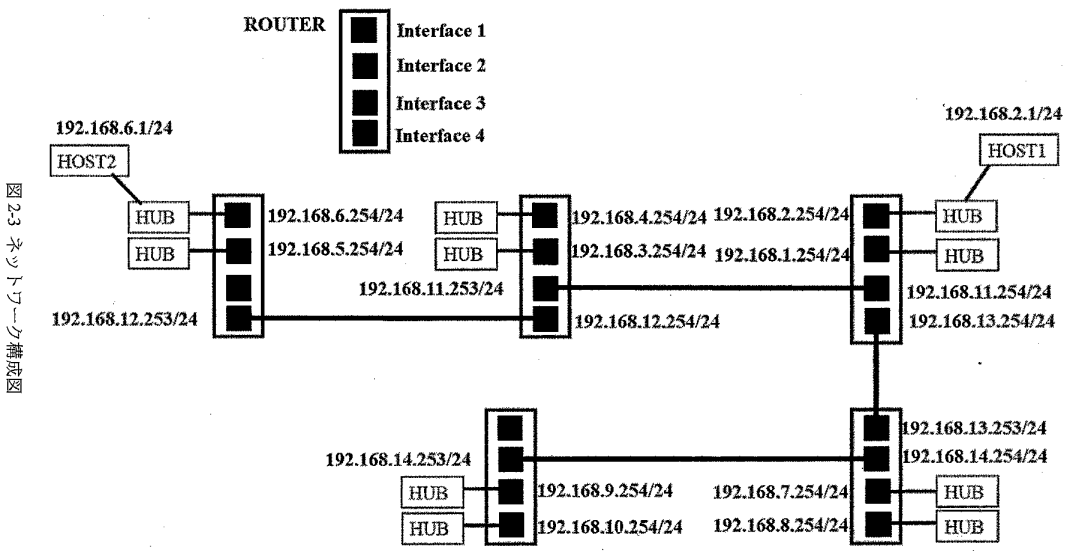 ROUTER
Interface 1
Interface 2
Interface 3
Interface 4
192.168.6.1/24
HOST2
192.168.2.1/24
HOST1
HUB
192.168.6.254/24
HUB
192.168.5.254/24
192.168.12.253/24
HUB
192.168.4.254/24
HUB
192.168.3.254/24
192.168.11.253/24
192.168.12.254/24
192.168.2.254/24
HUB
192.168.1.254/24
HUB
192.168.11.254/24
192.168.13.254/24
192.168.14.253/24
HUB
192.168.9.254/24
HUB
192.168.10.254/24
192.168.13.253/24
192.168.14.254/24
192.168.7.254/24
HUB
192.168.8.254/24
HUB
図 2-3 ネットワーク構成図